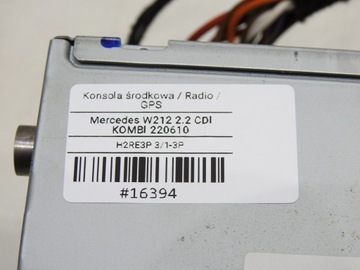 Konsola środkowa / Radio /
GPS
Mercedes W212 2.2 CDI
KOMBI 220610
H2RE3P 3/1-3P
#16394